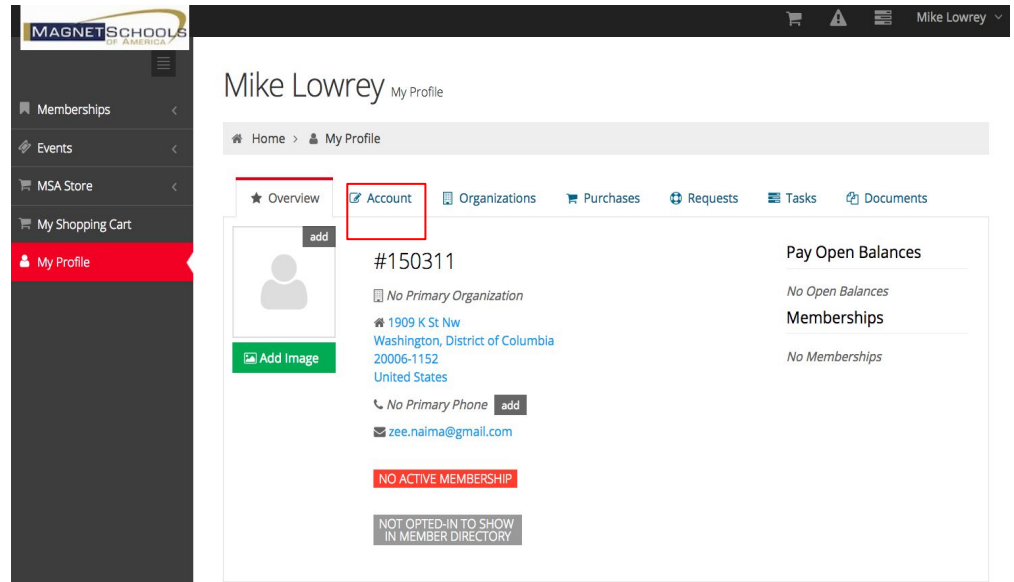 MAGNET SCHOOLS
OF AMERICA
Mike Lowrey
Memberships
Events
MSA Store
My Shopping Cart
My Profile
Mike Lowrey My Profile
Home > My Profile
Overview Account Organizations Purchases Requests Tasks Documents
add
Add Image
#150311
No Primary Organization
1909 K St Nw
Washington, District of Columbia
20006-1152
United States
No Primary Phone add
zee.naima@gmail.com
NO ACTIVE MEMBERSHIP
NOT OPTED-IN TO SHOW
IN MEMBER DIRECTORY
Pay Open Balances
No Open Balances
Memberships
No Memberships